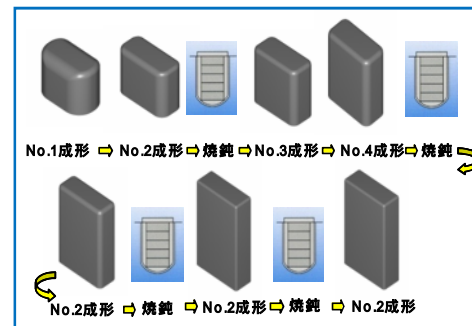 No.1成形 ⇨ No.2成形 ⇨ 焼鈍 ⇨ No.3成形 ⇨ No.4成形 ⇨ 焼鈍
No.2成形 ⇨ 焼鈍 ⇨ No.2成形 ⇨ 焼鈍 ⇨ No.2成形